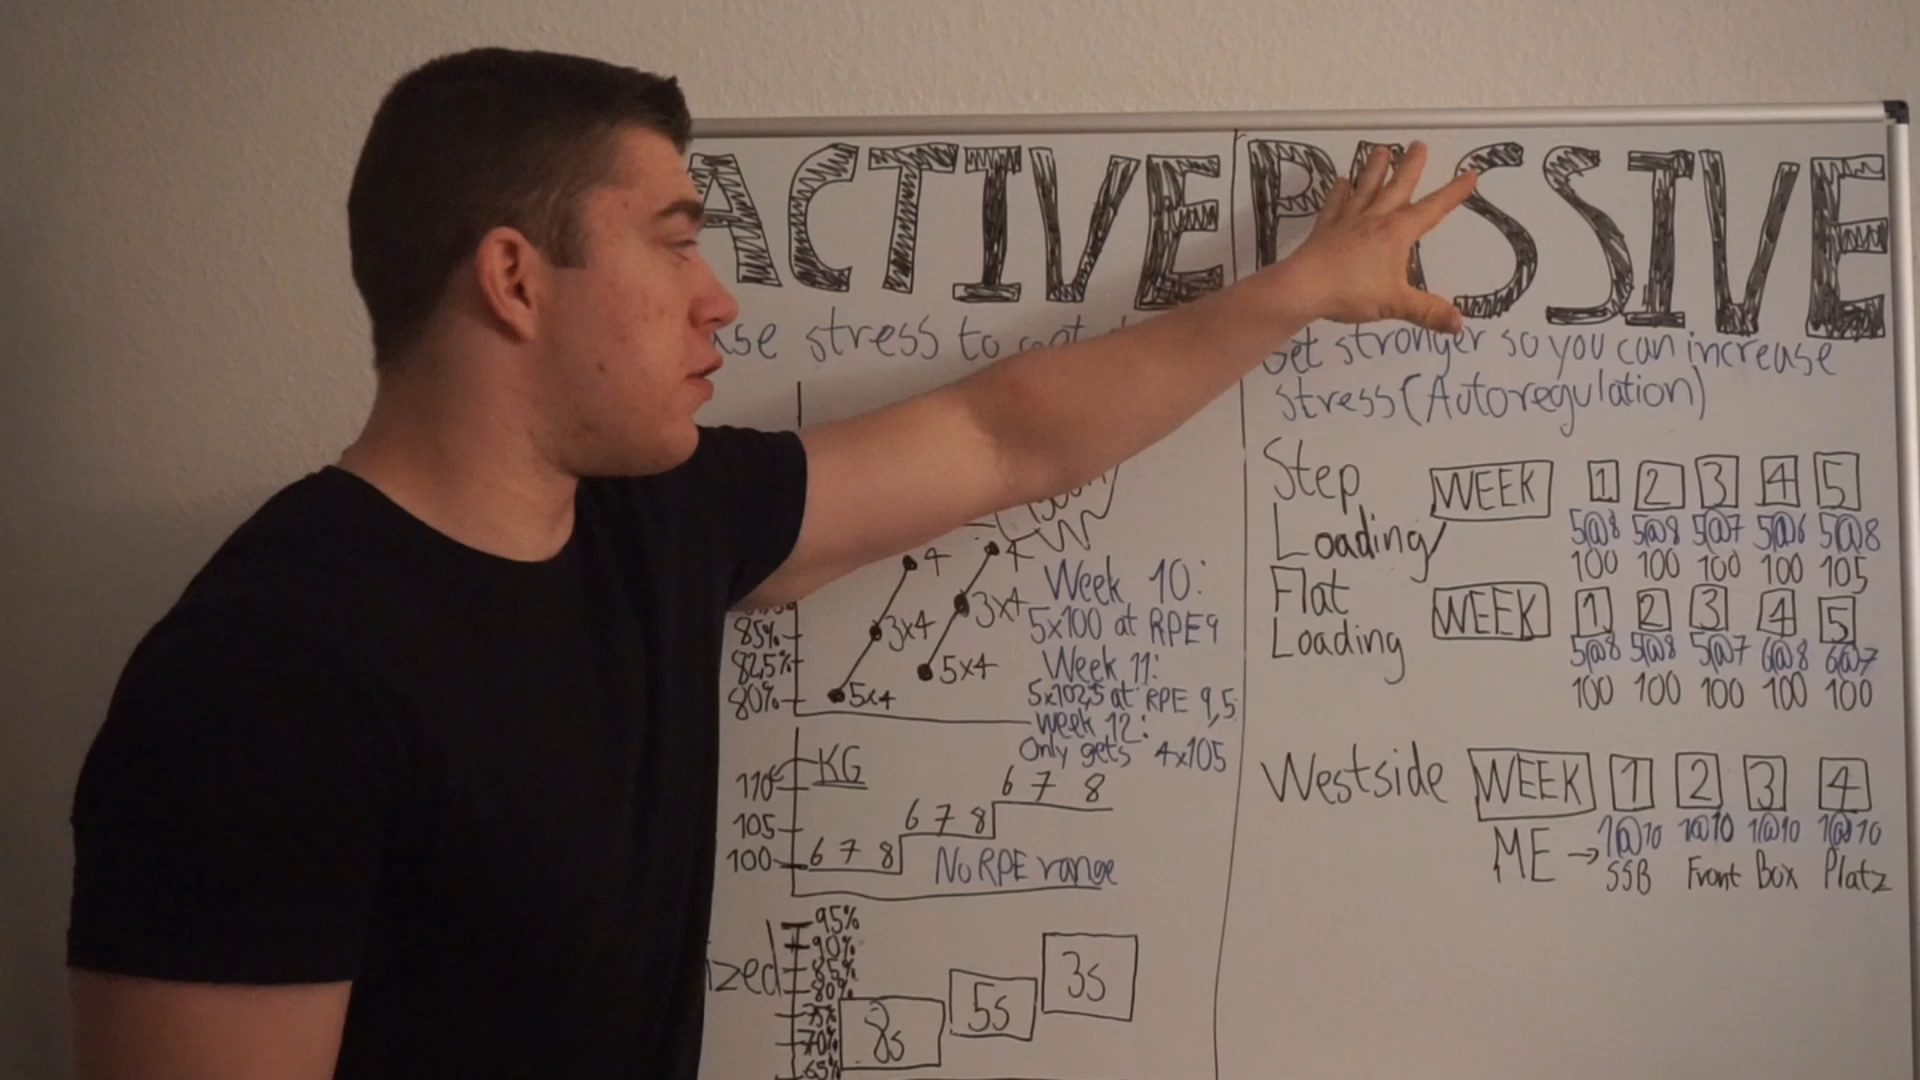 ACTIVE
stress to
85%
82,5%
80%
4
3x4
5x4
4
3x4
5x4
Week 10:
5x100 at RPE9
Week 11:
5x102,5 at RPE 9,5
Week 12:
Only gets 4x105
KG
110
105
100
6 7 8
6 7 8
6 7 8
No RPE range
95%
90%
85%
80%
75%
70%
65%
8s
5s
3s
PASSIVE
Get stronger so you can increase
stress (Autoregulation)
Step
Loading
WEEK 1 2 3 4 5
5@8 5@8 5@7 5@6 5@8
100 100 100 100 105
Flat
Loading
WEEK 1 2 3 4 5
5@8 5@8 5@7 6@8 6@7
100 100 100 100 100
Westside WEEK 1 2 3 4
ME → 1@10 1@10 1@10 1@10
SSB Front Box Platz